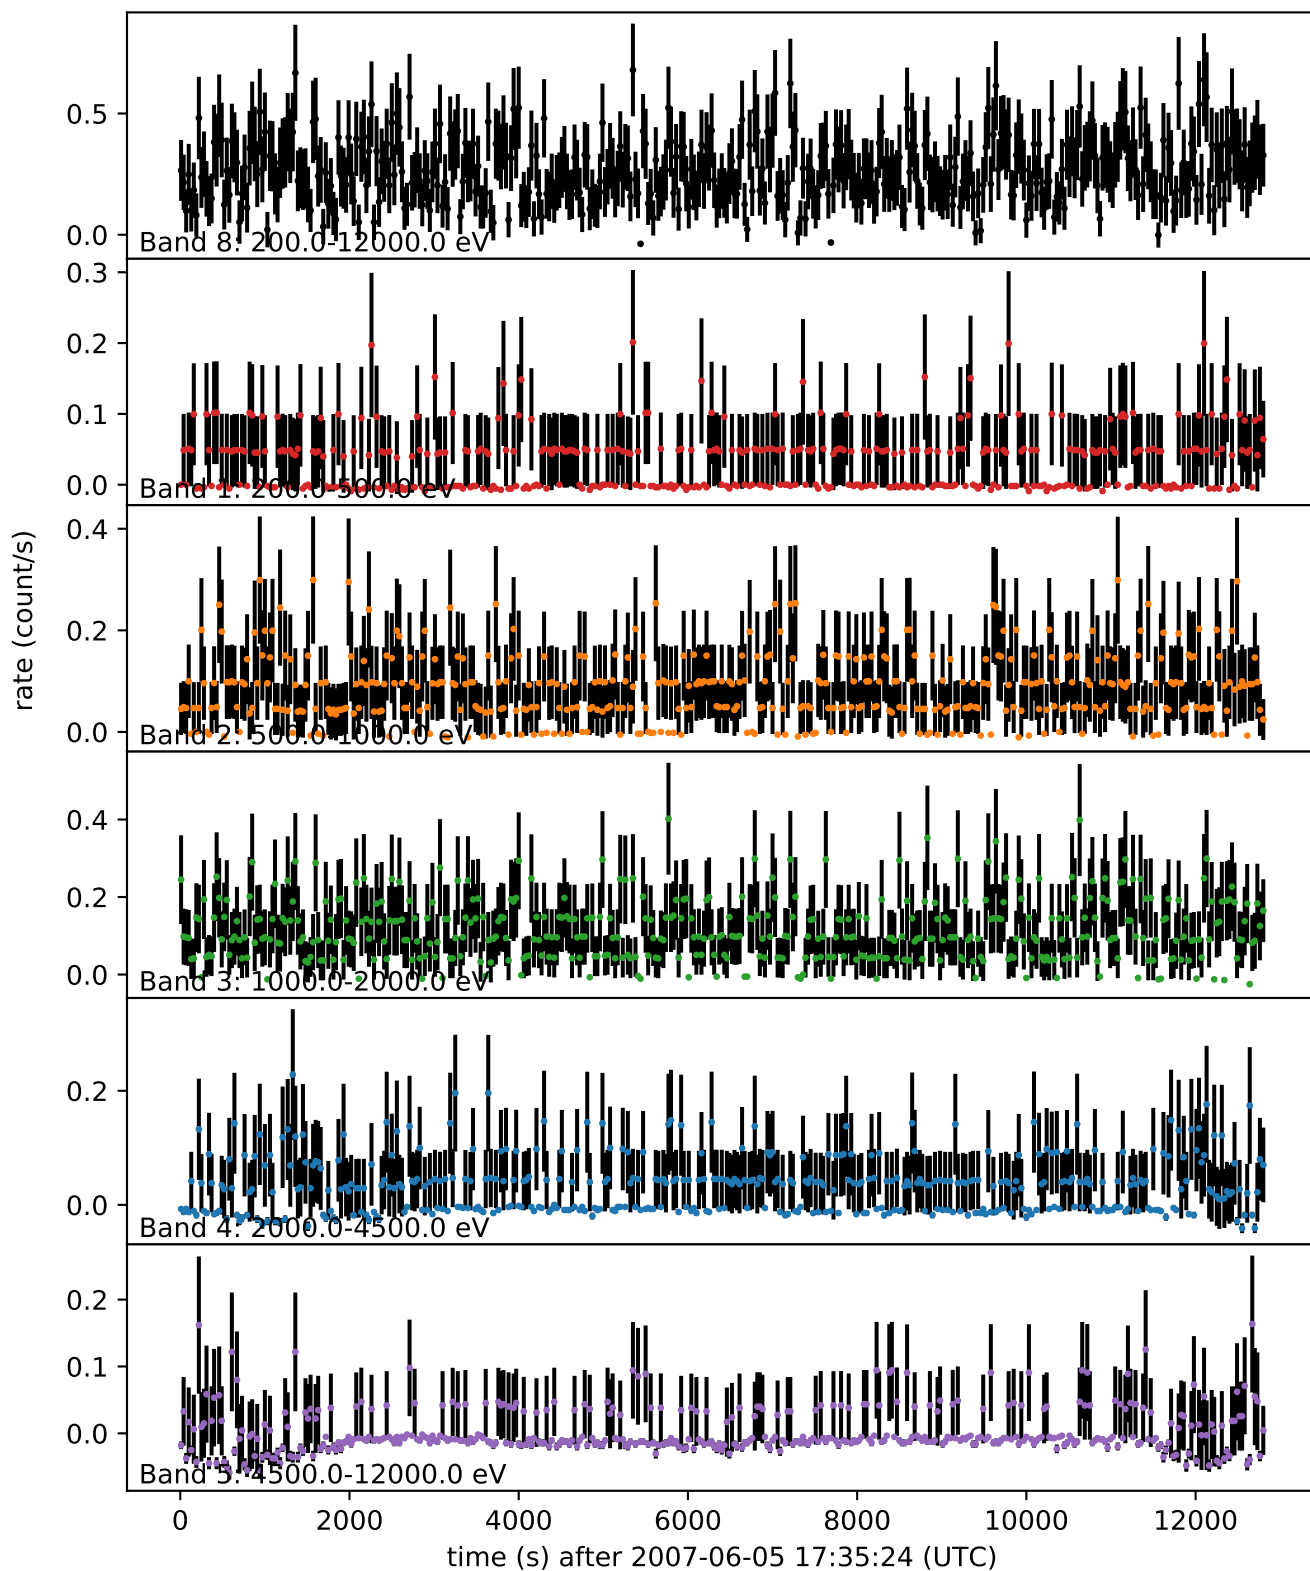 0.5
0.0
Band 8: 200.0-12000.0 eV
0.3
0.2
0.1
0.0
Band 1: 200.0-500.0 eV
0.4
0.2
0.0
Band 2: 500.0-1000.0 eV
rate (count/s)
0.4
0.2
0.0
Band 3: 1000.0-2000.0 eV
0.2
0.0
Band 4: 2000.0-4500.0 eV
0.2
0.1
0.0
Band 5: 4500.0-12000.0 eV
0 2000 4000 6000 8000 10000 12000
time (s) after 2007-06-05 17:35:24 (UTC)